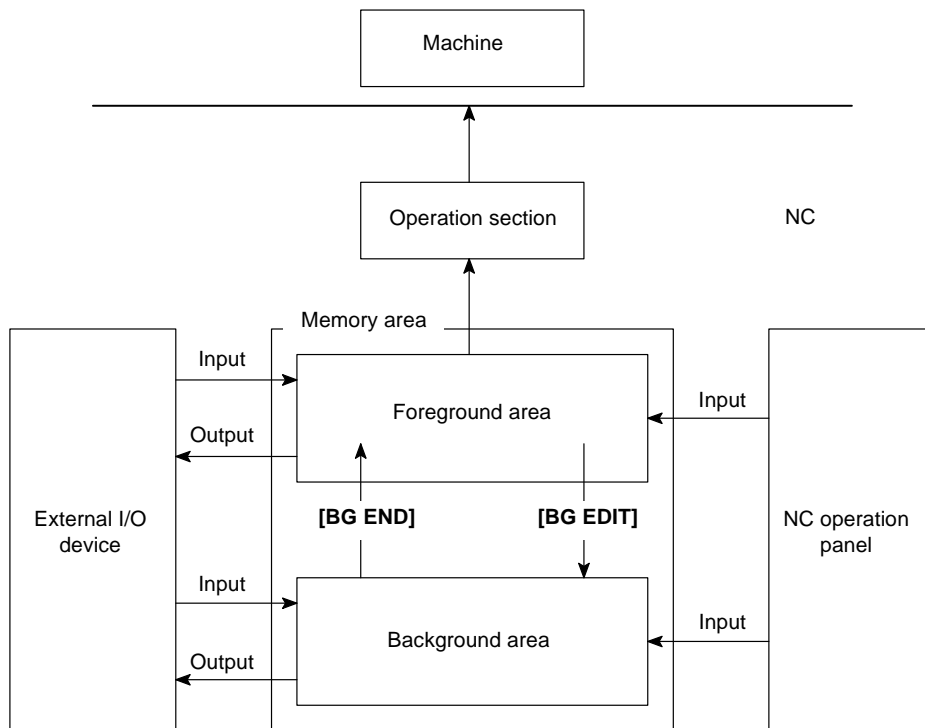 Machine
Operation section
NC
Memory area
Input
Foreground area
Input
Output
External I/O
device
[BG END]
[BG EDIT]
NC operation
panel
Input
Background area
Input
Output